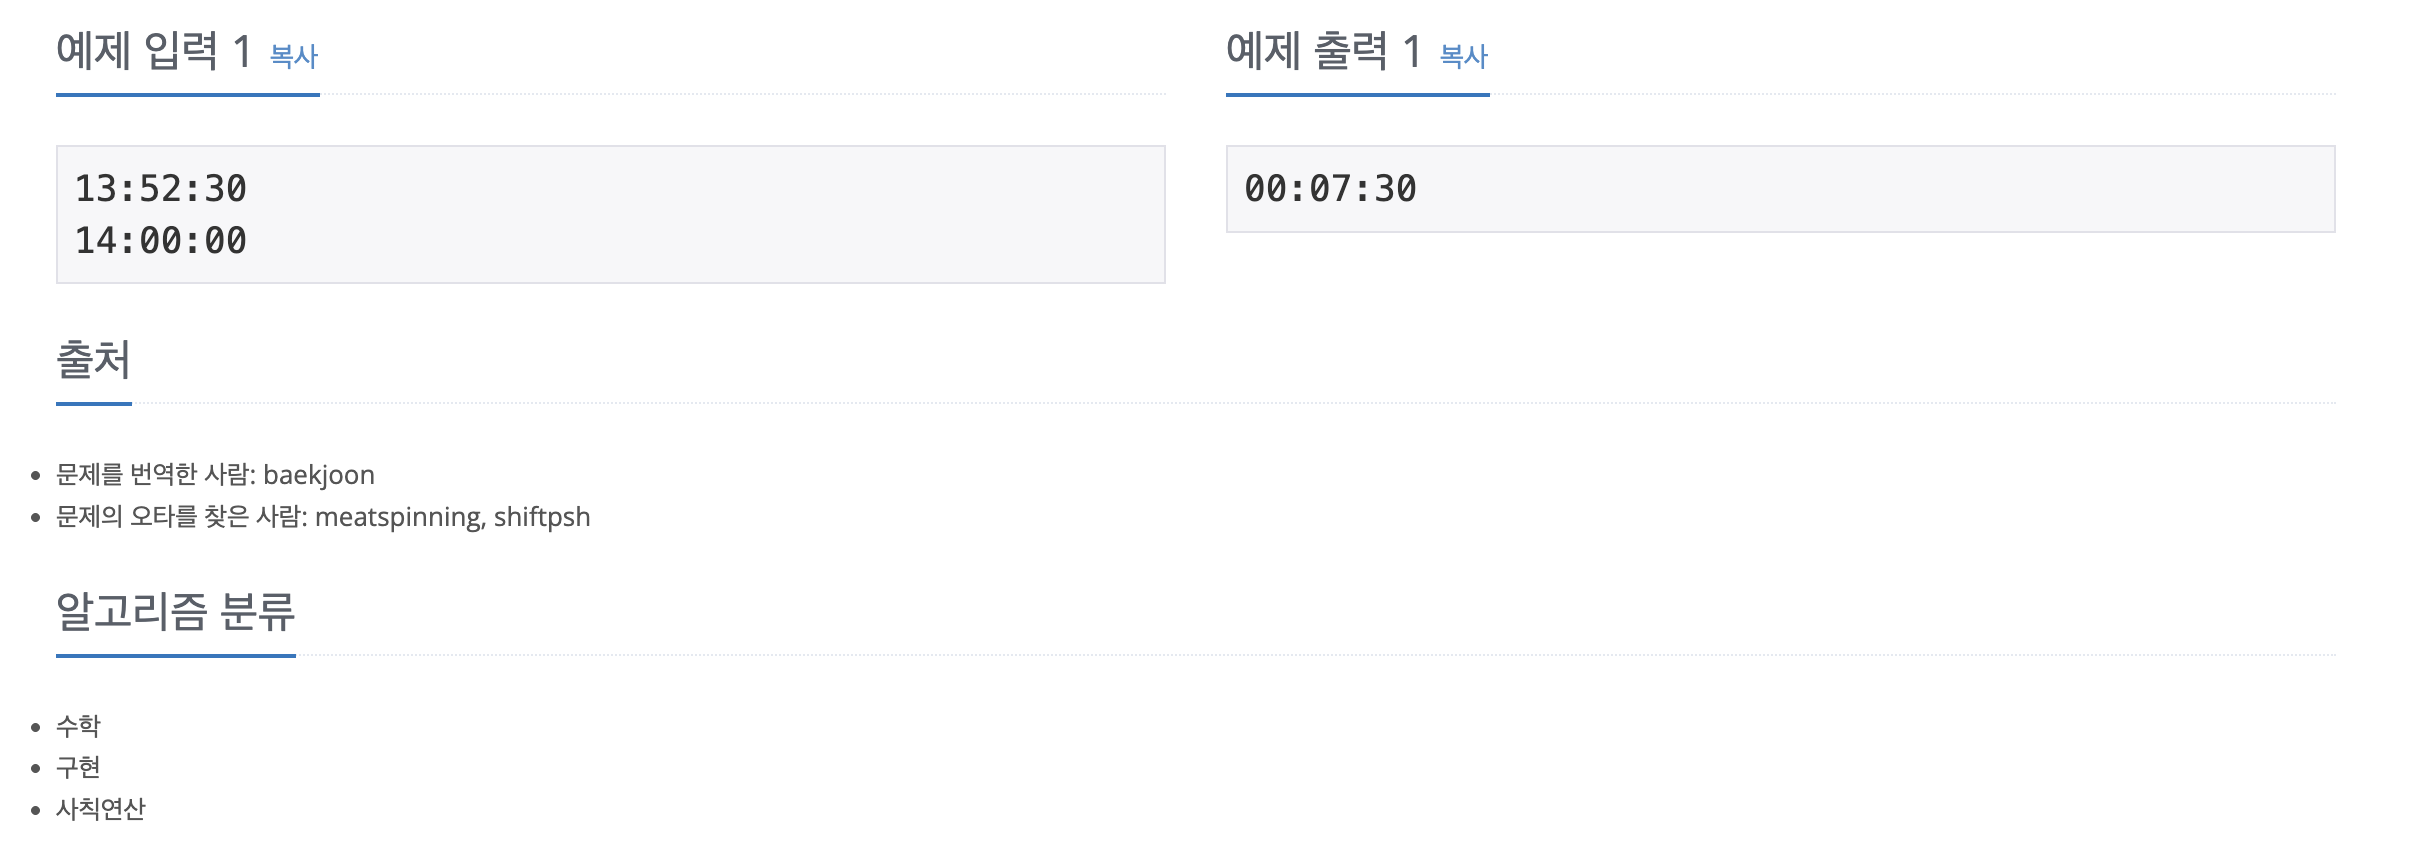 예제 입력 1 복사
13:52:30
14:00:00
예제 출력 1 복사
00:07:30
출처
문제를 번역한 사람: baekjoon
문제의 오타를 찾은 사람: meatspinning, shiftpsh
알고리즘 분류
수학
구현
사칙연산